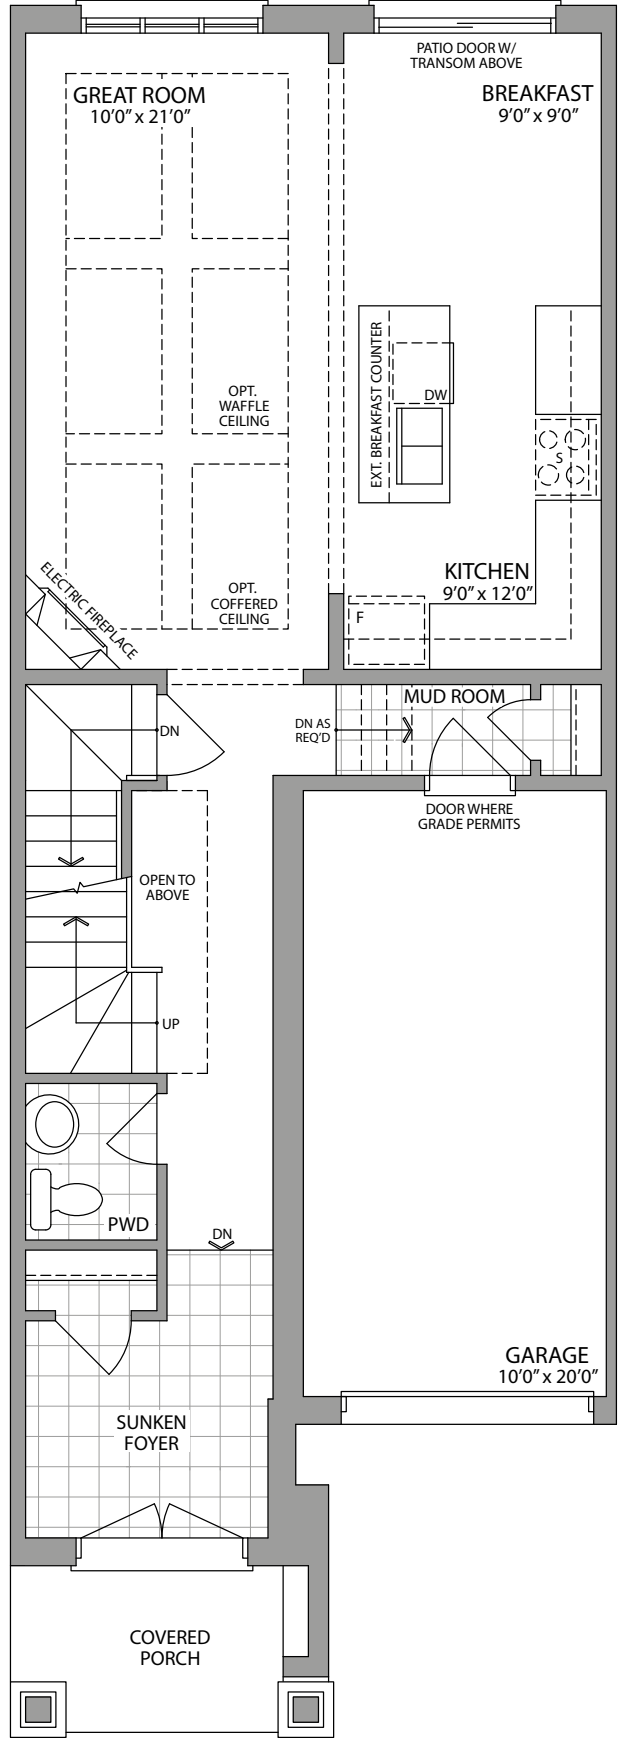 PATIO DOOR W/
TRANSOM ABOVE
GREAT ROOM
10'0" x 21'0"
BREAKFAST
9'0" x 9'0"
EXT. BREAKFAST COUNTER
DW
OPT.
WAFFLE
CEILING
S
ELECTRIC FIREPLACE
OPT.
COFFERED
CEILING
KITCHEN
9'0" x 12'0"
F
MUD ROOM
DN
DN AS
REQ'D
DOOR WHERE
GRADE PERMITS
OPEN TO
ABOVE
UP
PWD
DN
GARAGE
10'0" x 20'0"
SUNKEN
FOYER
COVERED
PORCH